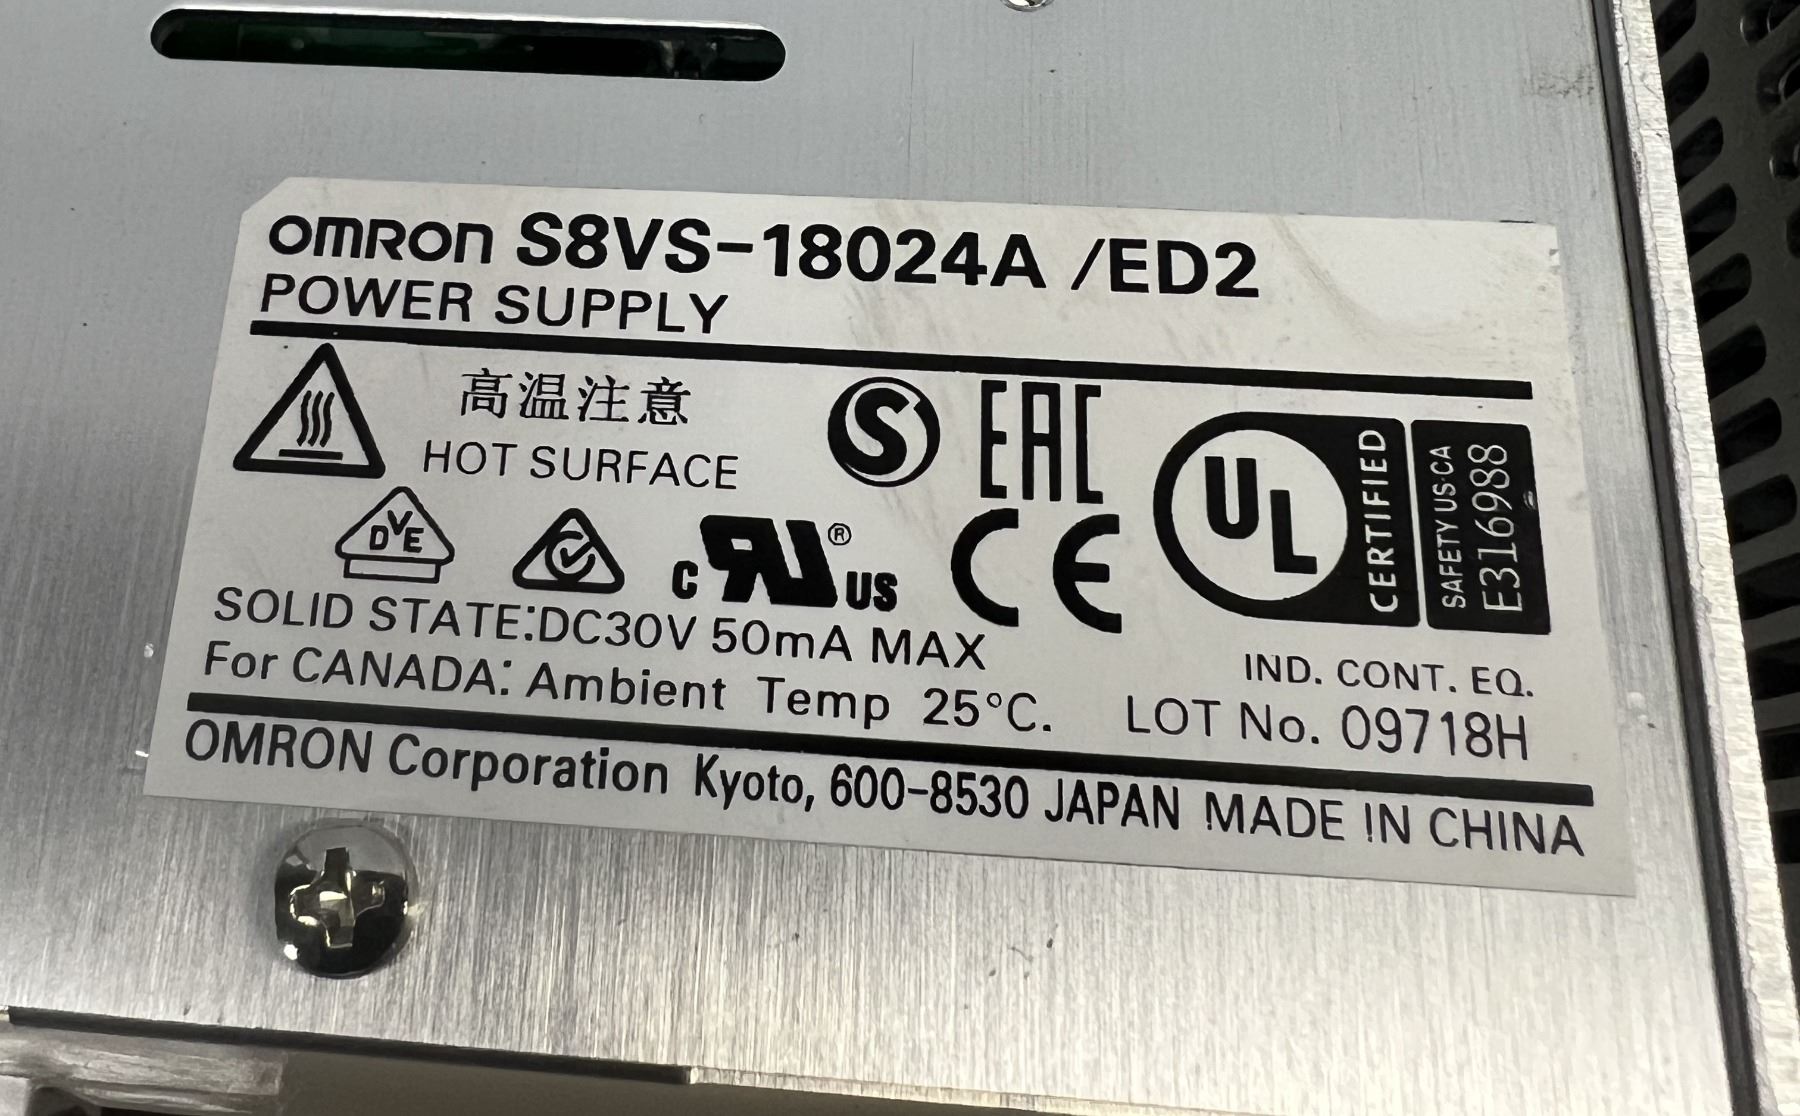 OMRON S8VS-18024A /ED2
POWER SUPPLY
高温注意
HOT SURFACE
S
EAC
UL
CERTIFIED
SAFETY US·CA
E316988
DVE
c RU ® US
CE
SOLID STATE:DC30V 50mA MAX
IND. CONT. EQ.
For CANADA: Ambient Temp 25°C.
LOT No. 09718H
OMRON Corporation Kyoto, 600-8530 JAPAN MADE IN CHINA